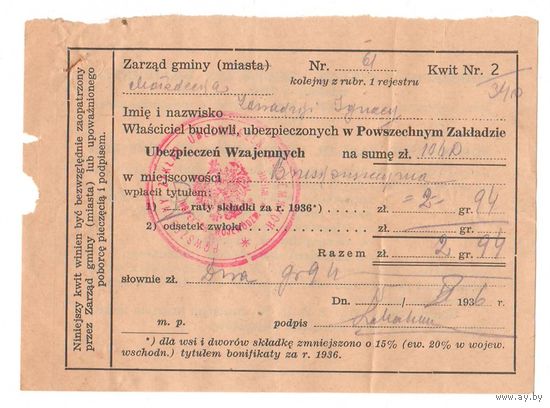 Niniejszy kwit winien być bezwzględnie zaopatrzony
przez Zarząd gminy (miasta) lub upoważnionego
poborcę pieczęcią i podpisem.
Zarząd gminy (miasta) Nr. 61 Kwit Nr. 2
kolejny z rubr. 1 rejestru
340
Imię i nazwisko Ignacy
Właściciel budowli, ubezpieczonych w Powszechnym Zakładzie
Ubezpieczeń Wzajemnych na sumę zł. 1040
w miejscowości
wpłacił tytułem:
1) raty składki za r. 1936*) zł. =2= gr. 94
2) odsetek zwłoki zł. gr.
Razem zł. 2 gr. 94
słownie zł. Dwa gr 94
Dn. / X 1936 r.
m. p. podpis
*) dla wsi i dworów składkę zmniejszono o 15% (ew. 20% w wojew.
wschodn.) tytułem bonifikaty za r. 1936.
www.ay.by